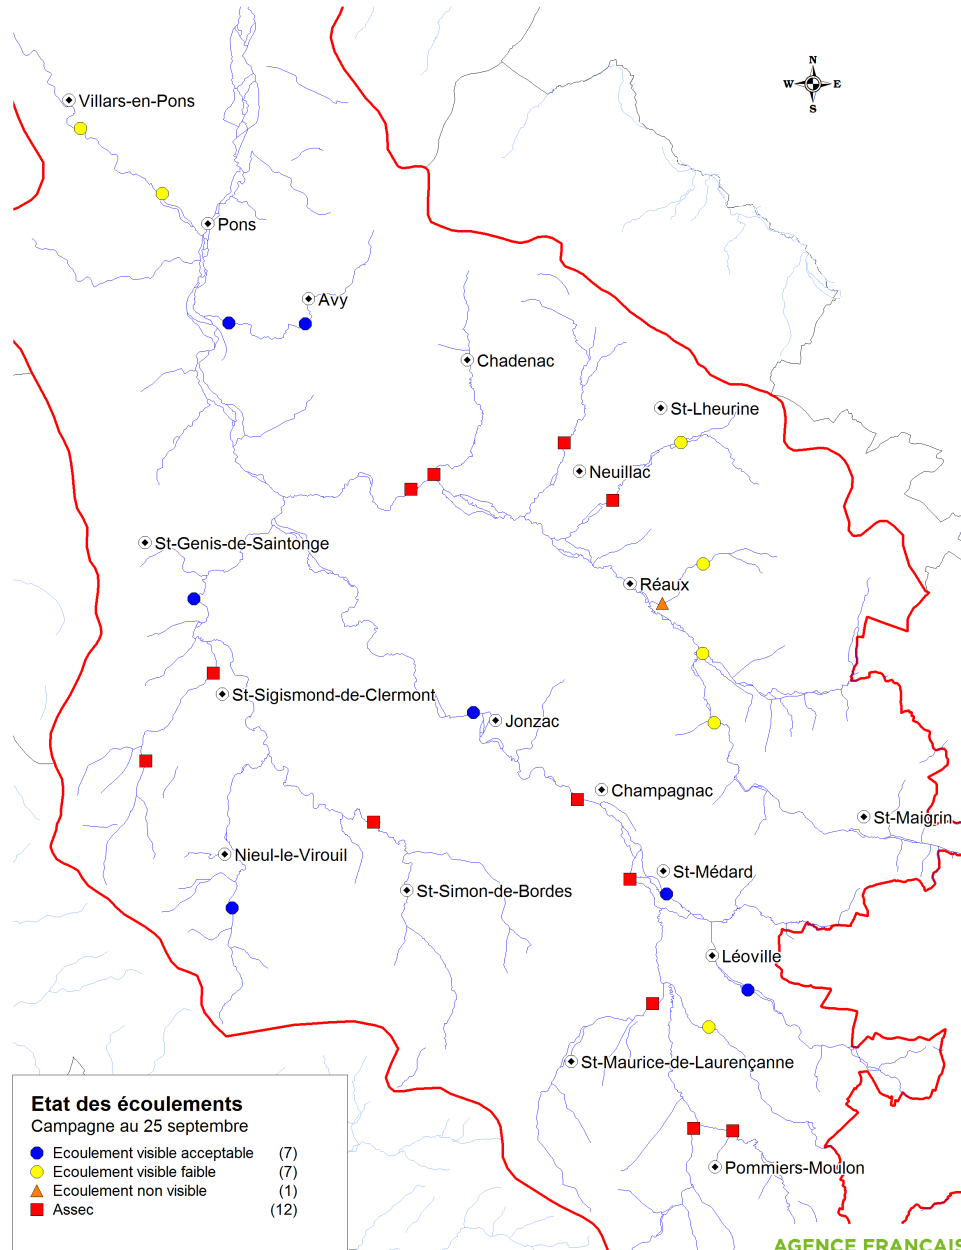 N
W E
S
Villars-en-Pons
Pons
Avy
Chadenac
St-Lheurine
Neuillac
St-Genis-de-Saintonge
Réaux
St-Sigismond-de-Clermont
Jonzac
Champagnac
St-Maigrin
Nieul-le-Virouil
St-Médard
St-Simon-de-Bordes
Léoville
St-Maurice-de-Laurençanne
Pommiers-Moulon
Etat des écoulements
Campagne au 25 septembre
Ecoulement visible acceptable (7)
Ecoulement visible faible (7)
Ecoulement non visible (1)
Assec (12)
AGENCE FRANÇAIS